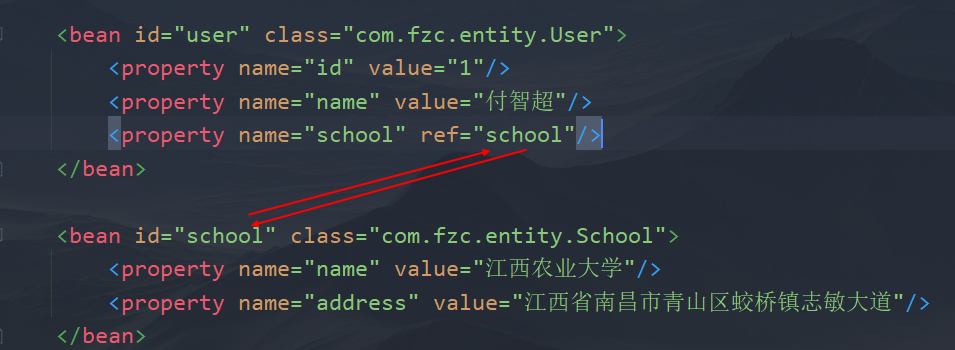 <bean id="user" class="com.fzc.entity.User">
<property name="id" value="1"/>
<property name="name" value="付智超"/>
<property name="school" ref="school"/>
</bean>
<bean id="school" class="com.fzc.entity.School">
<property name="name" value="江西农业大学"/>
<property name="address" value="江西省南昌市青山区蛟桥镇志敏大道"/>
</bean>